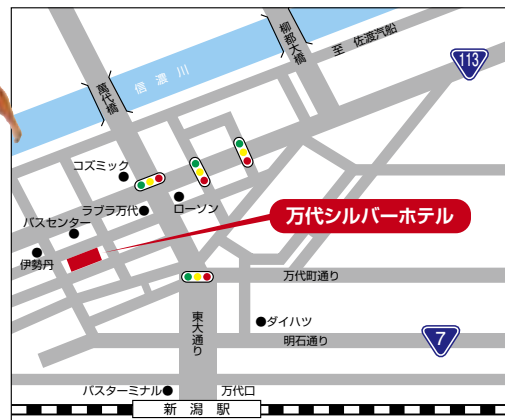 柳都大橋
至 佐渡汽船
113
信濃川
萬代橋
コズミック
ラブラ万代
ローソン
バスセンター
伊勢丹
万代シルバーホテル
万代町通り
東大通り
ダイハツ
明石通り
7
バスターミナル
万代口
新潟駅